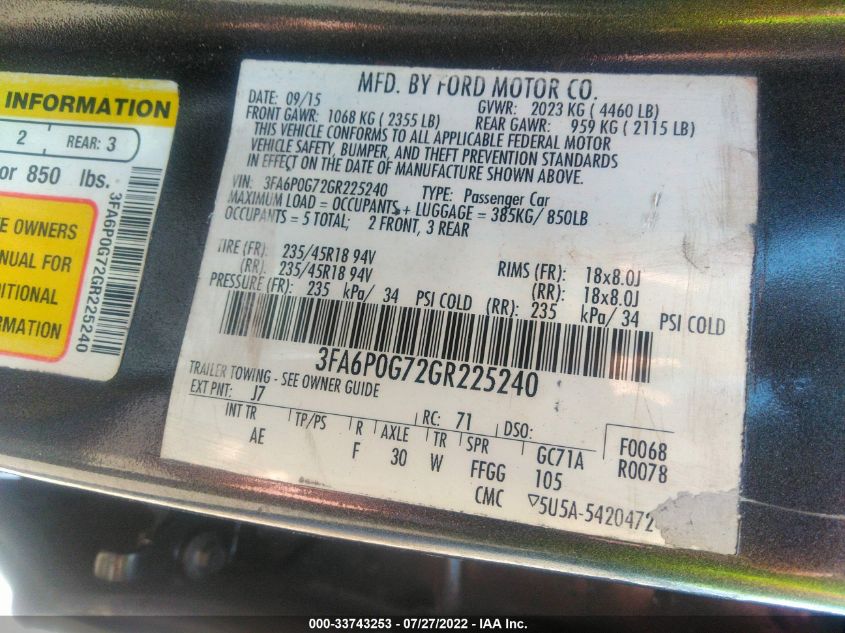 INFORMATION
2 REAR: 3
or 850 lbs.
E OWNERS
NUAL FOR
DITIONAL
RMATION
3FA6P0G72GR225240
MFD. BY FORD MOTOR CO.
DATE: 09/15 GVWR: 2023 KG ( 4460 LB)
FRONT GAWR: 1068 KG ( 2355 LB) REAR GAWR: 959 KG ( 2115 LB)
THIS VEHICLE CONFORMS TO ALL APPLICABLE FEDERAL MOTOR
VEHICLE SAFETY, BUMPER, AND THEFT PREVENTION STANDARDS
IN EFFECT ON THE DATE OF MANUFACTURE SHOWN ABOVE.
VIN: 3FA6P0G72GR225240 TYPE: Passenger Car
MAXIMUM LOAD = OCCUPANTS + LUGGAGE = 385KG/ 850LB
OCCUPANTS = 5 TOTAL; 2 FRONT, 3 REAR
TIRE (FR): 235/45R18 94V RIMS (FR): 18x8.0J
(RR): 235/45R18 94V (RR): 18x8.0J
PRESSURE (FR): 235 kPa/ 34 PSI COLD (RR): 235 kPa/ 34 PSI COLD
3FA6P0G72GR225240
TRAILER TOWING - SEE OWNER GUIDE
EXT PNT: J7 RC: 71 DSO: F0068
INT TR TP/PS R AXLE TR SPR GC71A R0078
AE F 30 W FFGG 105
CMC ▽5U5A-5420472
000-33743253 - 07/27/2022 - IAA Inc.